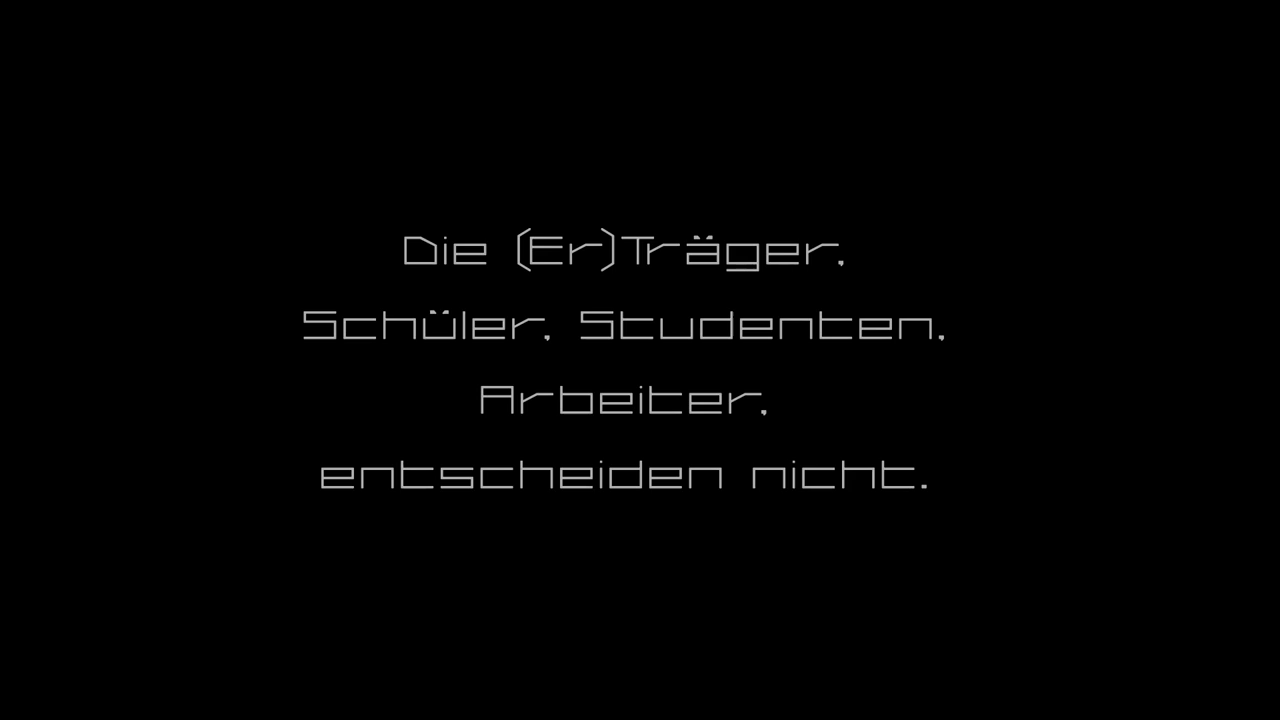 Die (Er)Träger,
Schüler, Studenten,
Arbeiter,
entscheiden nicht.